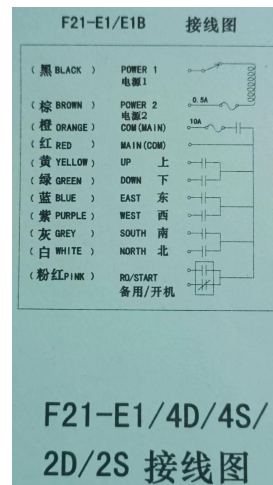 F21-E1/E1B 接线图
(黑 BLACK ) POWER 1
电源1
(棕 BROWN ) POWER 2 0.5A
电源2
(橙 ORANGE) COM(MAIN) 10A
(红 RED ) MAIN(COM)
(黄 YELLOW) UP 上
(绿 GREEN ) DOWN 下
(蓝 BLUE ) EAST 东
(紫 PURPLE) WEST 西
(灰 GREY ) SOUTH 南
(白 WHITE ) NORTH 北
(粉红PINK ) RO/START
备用/开机
F21-E1/4D/4S/
2D/2S 接线图